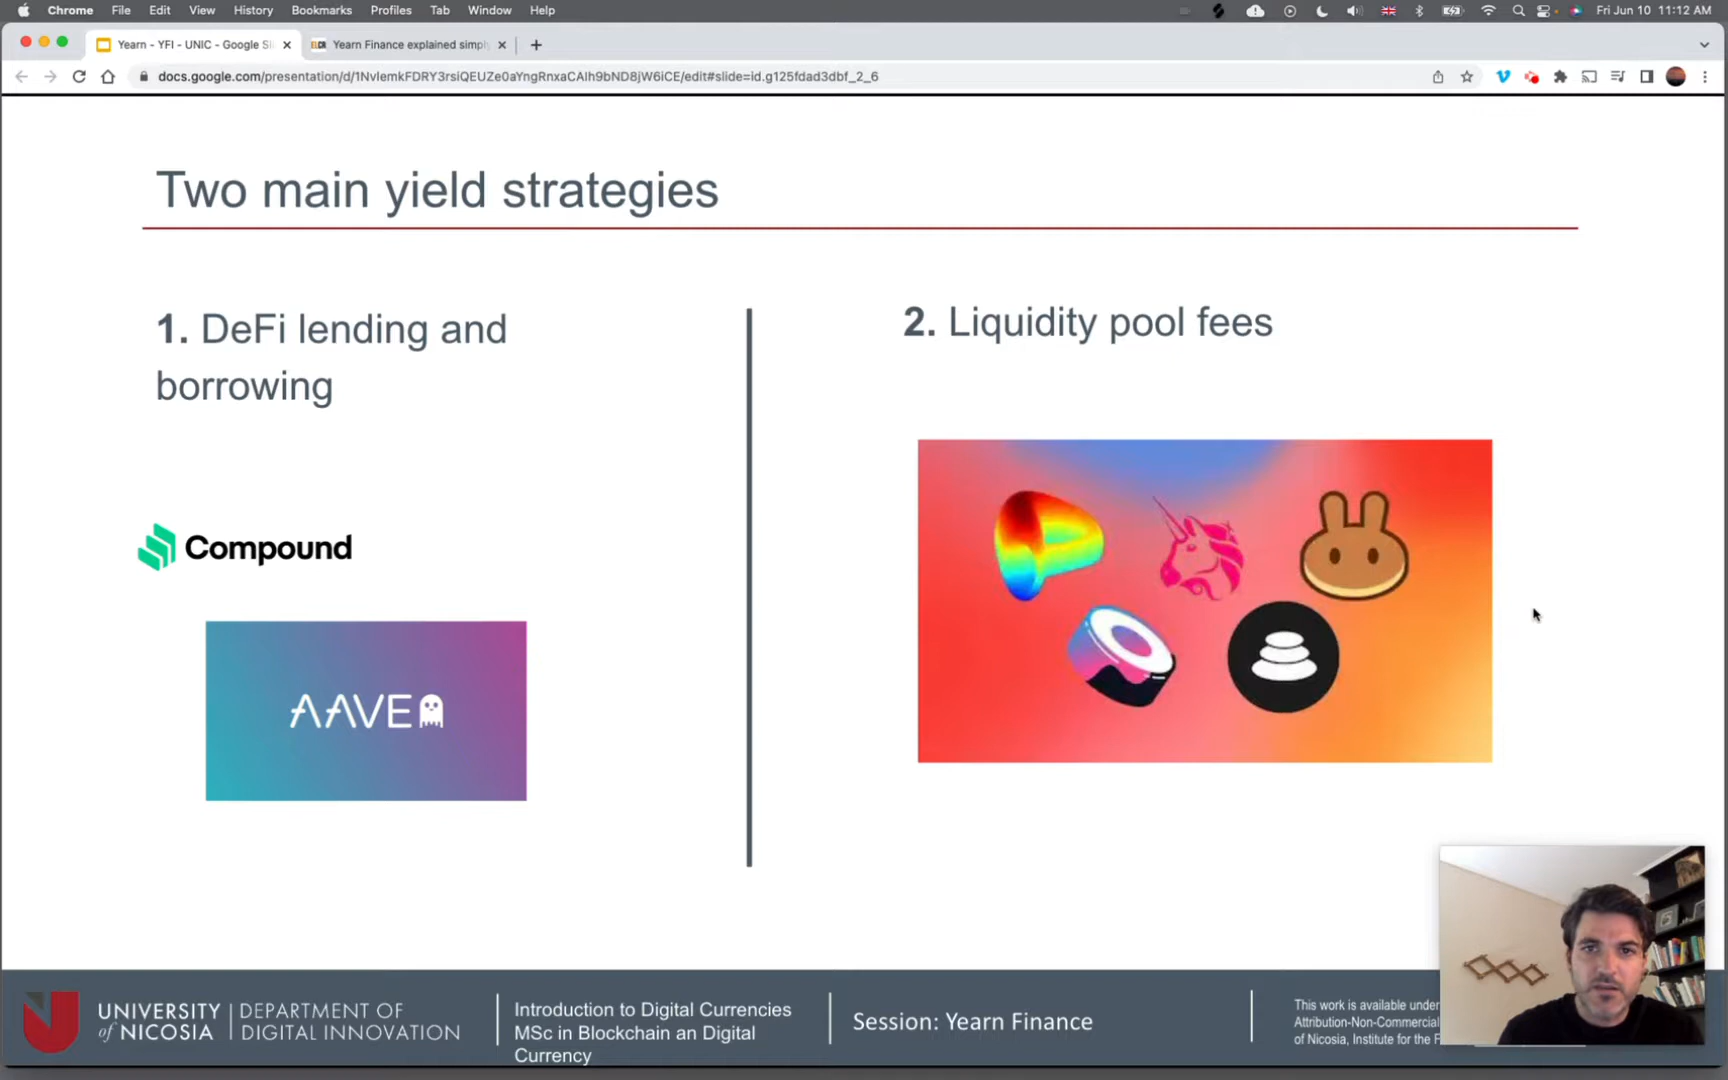 Chrome File Edit View History Bookmarks Profiles Tab Window Help
Fri Jun 10 11:12 AM
Yearn - YFI - UNIC - Google Sl
Yearn Finance explained simply
docs.google.com/presentation/d/1NvIemkFDRY3rsiQEUZe0aYngRnxaCAIh9bND8jW6iCE/edit#slide=id.g125fdad3dbf_2_6
Two main yield strategies
1. DeFi lending and
borrowing
Compound
AAVE
2. Liquidity pool fees
UNIVERSITY
of NICOSIA
DEPARTMENT OF
DIGITAL INNOVATION
Introduction to Digital Currencies
MSc in Blockchain an Digital
Currency
Session: Yearn Finance
This work is available under
Attribution-Non-Commercial
of Nicosia, Institute for the F